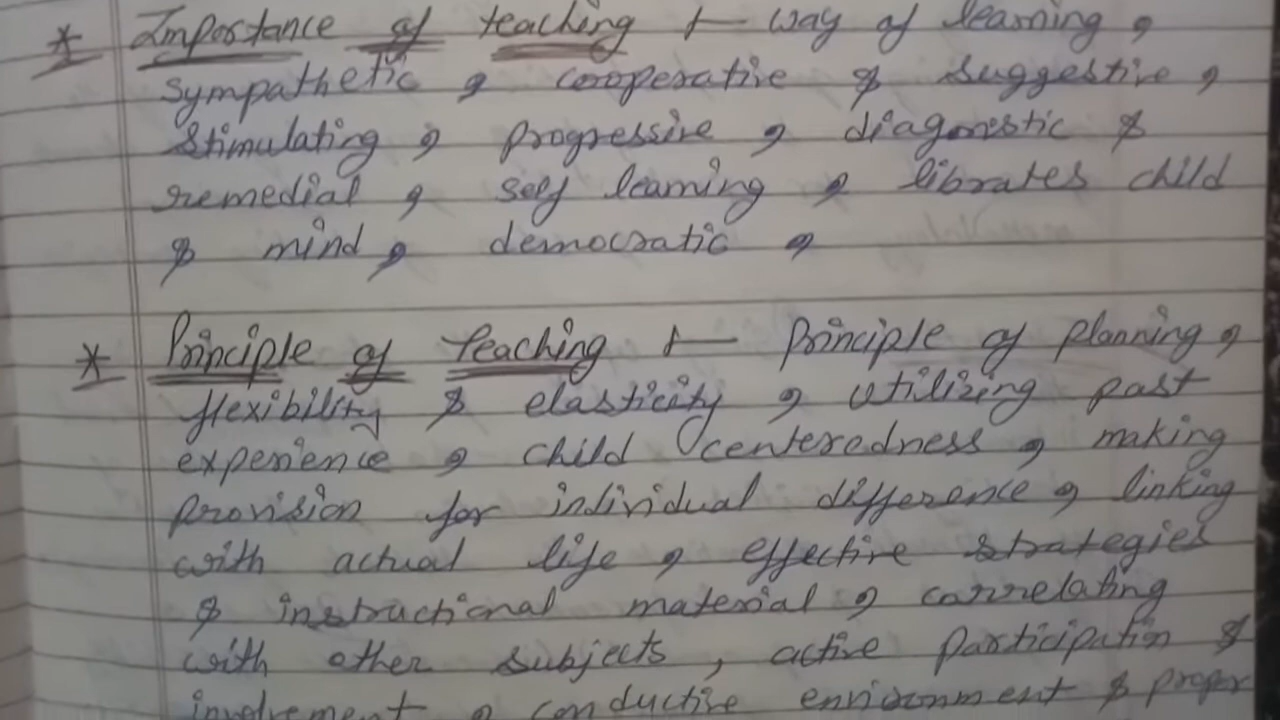 * Importance of teaching :- way of learning,
sympathetic, cooperative & suggestive,
stimulating, progressive, diagnostic &
remedial, self learning, librates child
& mind, democratic,
* Principle of teaching :- Principle of planning,
flexibility & elasticity, utilizing past
experience, child centeredness, making
provision for individual difference, linking
with actual life, effective strategies
& instructional material, correlating
with other subjects, active participation &
involvement, conductive environment & proper